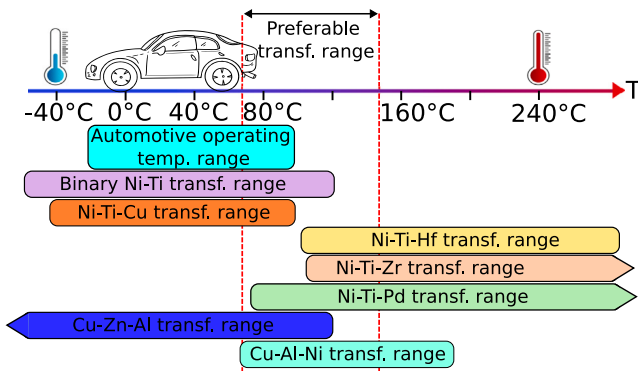 Preferable
transf. range
T
-40°C 0°C 40°C 80°C 160°C 240°C
Automotive operating
temp. range
Binary Ni-Ti transf. range
Ni-Ti-Cu transf. range
Ni-Ti-Hf transf. range
Ni-Ti-Zr transf. range
Ni-Ti-Pd transf. range
Cu-Zn-Al transf. range
Cu-Al-Ni transf. range